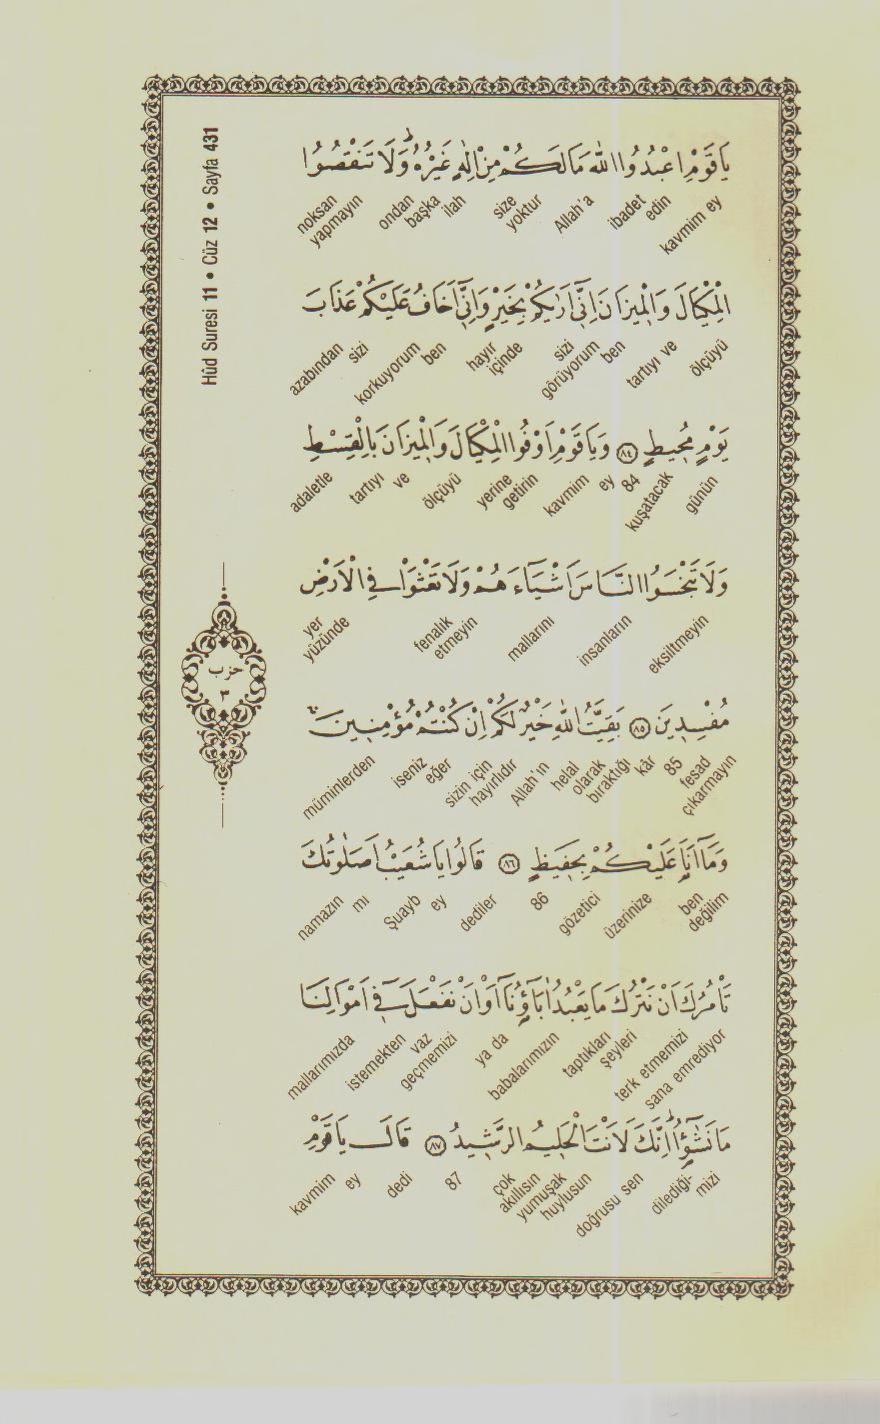 Hûd Suresi 11 • Cüz 12 • Sayfa 431
يَا قَوْمِ اعْبُدُوا اللّٰهَ مَا لَكُمْ مِنْ اِلٰهٍ غَيْرُهُ وَلَا تَنْقُصُوا
kavmim ey ibadet edin Allah'a size yoktur ilah ondan başka noksan yapmayın
الْمِكْيَالَ وَالْم۪يزَانَ اِنّ۪ٓي اَرٰيكُمْ بِخَيْرٍ وَاِنّ۪ٓي اَخَافُ عَلَيْكُمْ عَذَابَ
ölçüyü tartıyı ve ben sizi görüyorum hayır içinde ben korkuyorum sizi azabından
يَوْمٍ مُح۪يطٍ ﴿٨٤﴾ وَيَا قَوْمِ اَوْفُوا الْمِكْيَالَ وَالْم۪يزَانَ بِالْقِسْطِ
günün kuşatacak 84 ey kavmim yerine getirin ölçüyü ve tartıyı adaletle
وَلَا تَبْخَسُوا النَّاسَ اَشْيَٓاءَهُمْ وَلَا تَعْثَوْا فِي الْاَرْضِ
eksiltmeyin insanların mallarını fenalık etmeyin yer yüzünde
مُفْسِد۪ينَ ﴿٨٥﴾ بَقِيَّتُ اللّٰهِ خَيْرٌ لَكُمْ اِنْ كُنْتُمْ مُؤْمِن۪ينَ
fesad çıkarmayın 85 kâr helal olarak bıraktığı Allah'ın sizin için hayırlıdır eğer iseniz müminlerden
وَمَٓا اَنَا۬ عَلَيْكُمْ بِحَف۪يظٍ ﴿٨٦﴾ قَالُوا يَا شُعَيْبُ اَصَلٰوتُكَ
ben değilim üzerinize gözetici 86 dediler ey Şuayb mı namazın
تَأْمُرُكَ اَنْ نَتْرُكَ مَا يَعْبُدُ اٰبَٓاؤُ۬نَٓا اَوْ اَنْ نَفْعَلَ ف۪ٓي اَمْوَالِنَا
sana emrediyor terk etmemizi şeyleri taptıkları babalarımızın ya da vaz geçmemizi istemekten mallarımızda
مَا نَشٰٓؤُ۬ا اِنَّكَ لَاَنْتَ الْحَل۪يمُ الرَّش۪يدُ ﴿٨٧﴾ قَالَ يَا قَوْمِ
dilediği-mizi doğrusu sen yumuşak huylusun çok akıllısın 87 dedi ey kavmim
حزب
٣